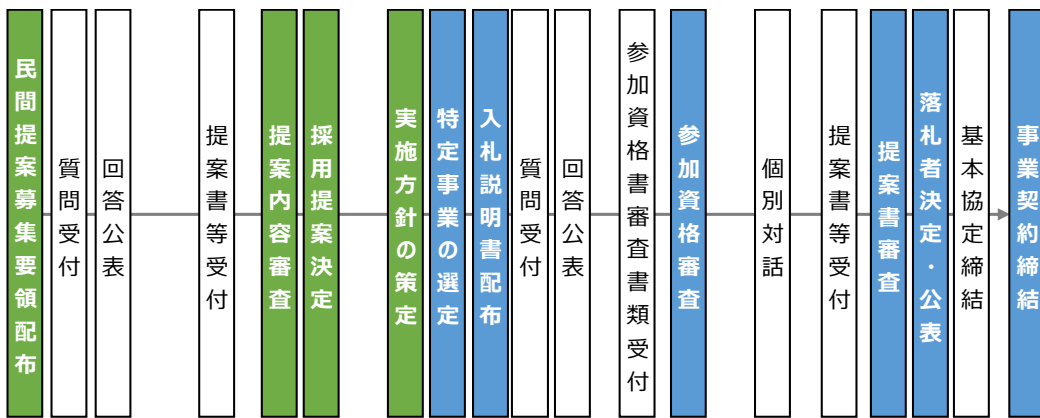 民間提案募集要領配布
質問受付
回答公表
提案書等受付
提案内容審査
採用提案決定
実施方針の策定
特定事業の選定
入札説明書配布
質問受付
回答公表
参加資格書審査書類受付
参加資格審査
個別対話
提案書等受付
提案書審査
落札者決定・公表
基本協定締結
事業契約締結